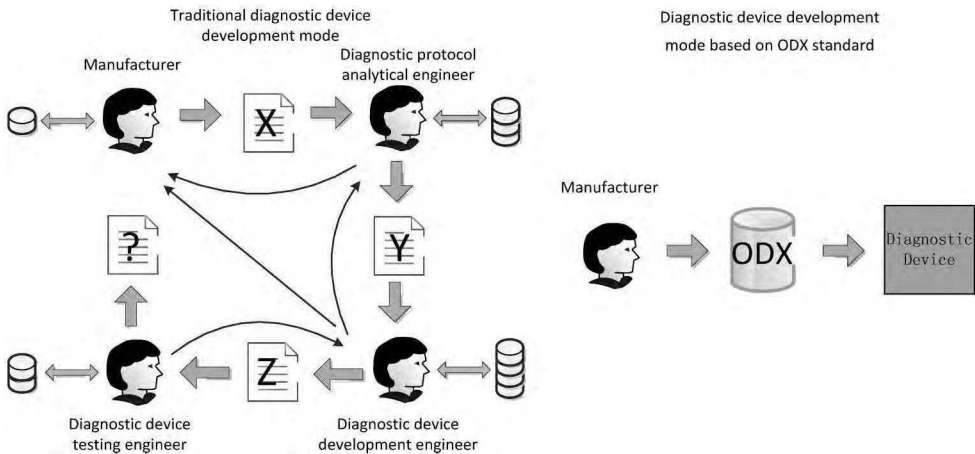 Traditional diagnostic device
development mode
Manufacturer
Diagnostic protocol
analytical engineer
X
Y
?
Z
Diagnostic device
testing engineer
Diagnostic device
development engineer
Diagnostic device development
mode based on ODX standard
Manufacturer
ODX
Diagnostic
Device